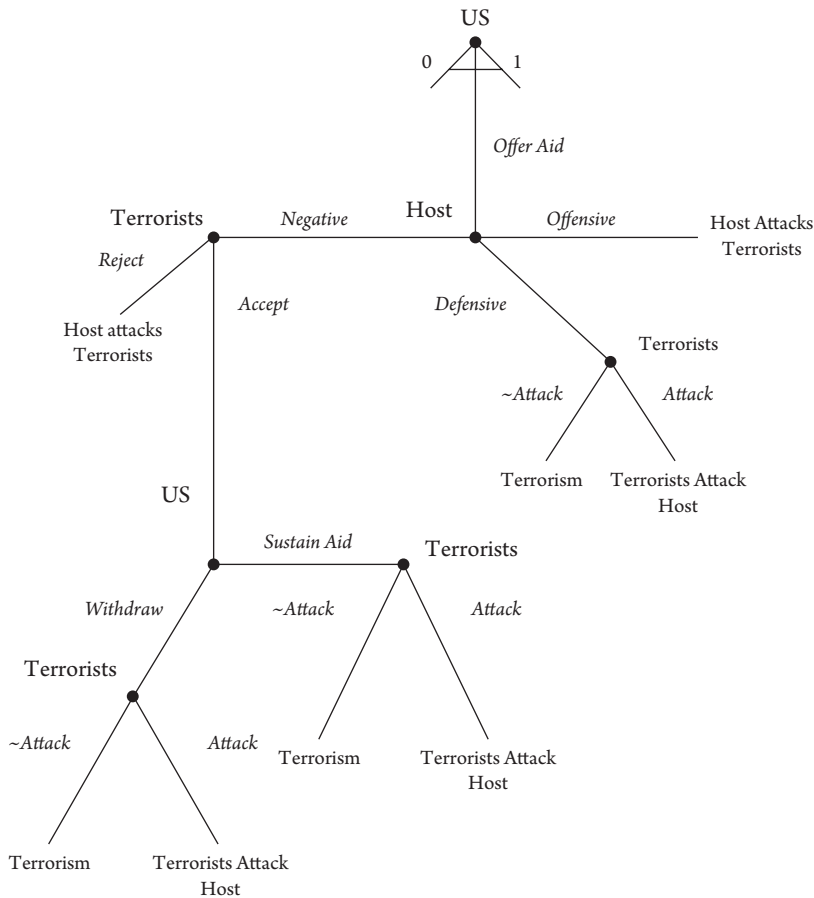 US
0
1
Offer Aid
Terrorists
Negative
Host
Offensive
Host Attacks
Terrorists
Reject
Accept
Defensive
Host attacks
Terrorists
Terrorists
~Attack
Attack
Terrorism
Terrorists Attack
Host
US
Sustain Aid
Terrorists
Withdraw
~Attack
Attack
Terrorists
~Attack
Attack
Terrorism
Terrorists Attack
Host
Terrorism
Terrorists Attack
Host